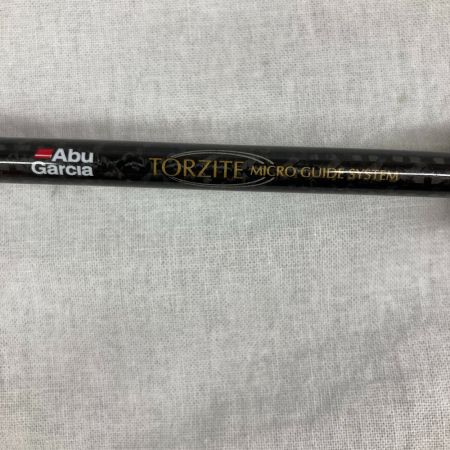 Abu
Garcia
TORZITE MICRO GUIDE SYSTEM